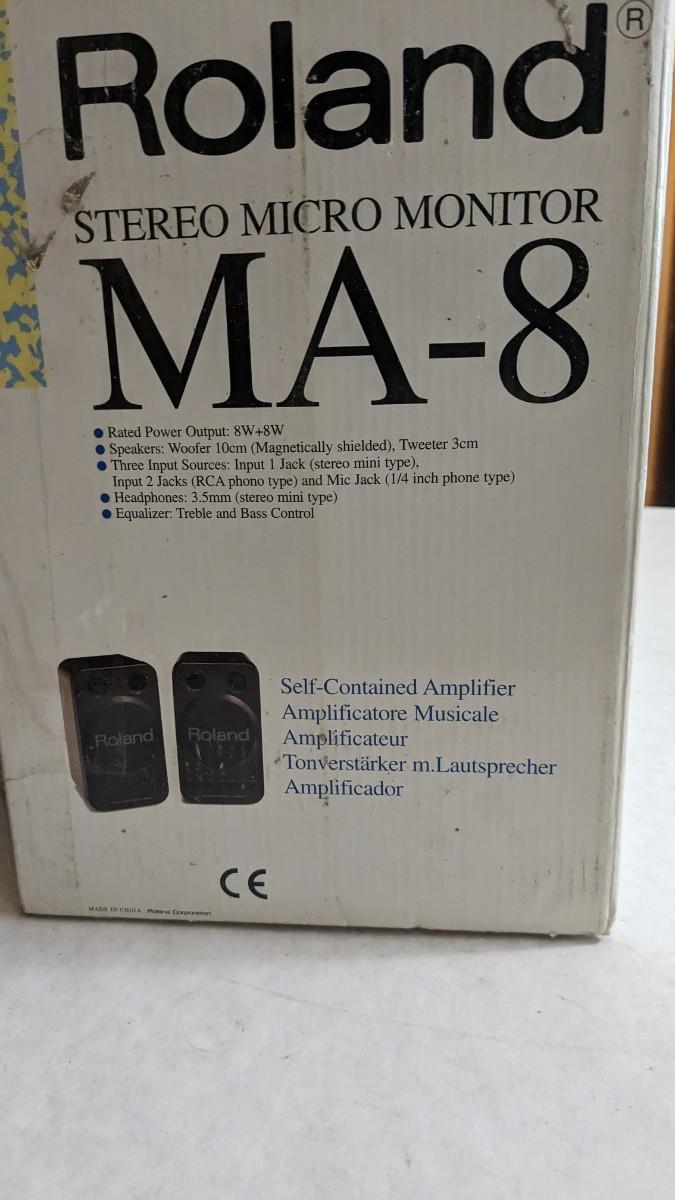 Roland®
STEREO MICRO MONITOR
MA-8
● Rated Power Output: 8W+8W
● Speakers: Woofer 10cm (Magnetically shielded), Tweeter 3cm
● Three Input Sources: Input 1 Jack (stereo mini type),
Input 2 Jacks (RCA phono type) and Mic Jack (1/4 inch phone type)
● Headphones: 3.5mm (stereo mini type)
● Equalizer: Treble and Bass Control
Roland
Roland
Self-Contained Amplifier
Amplificatore Musicale
Amplificateur
Tonverstärker m.Lautsprecher
Amplificador
CE
MADE IN CHINA Roland Corporation